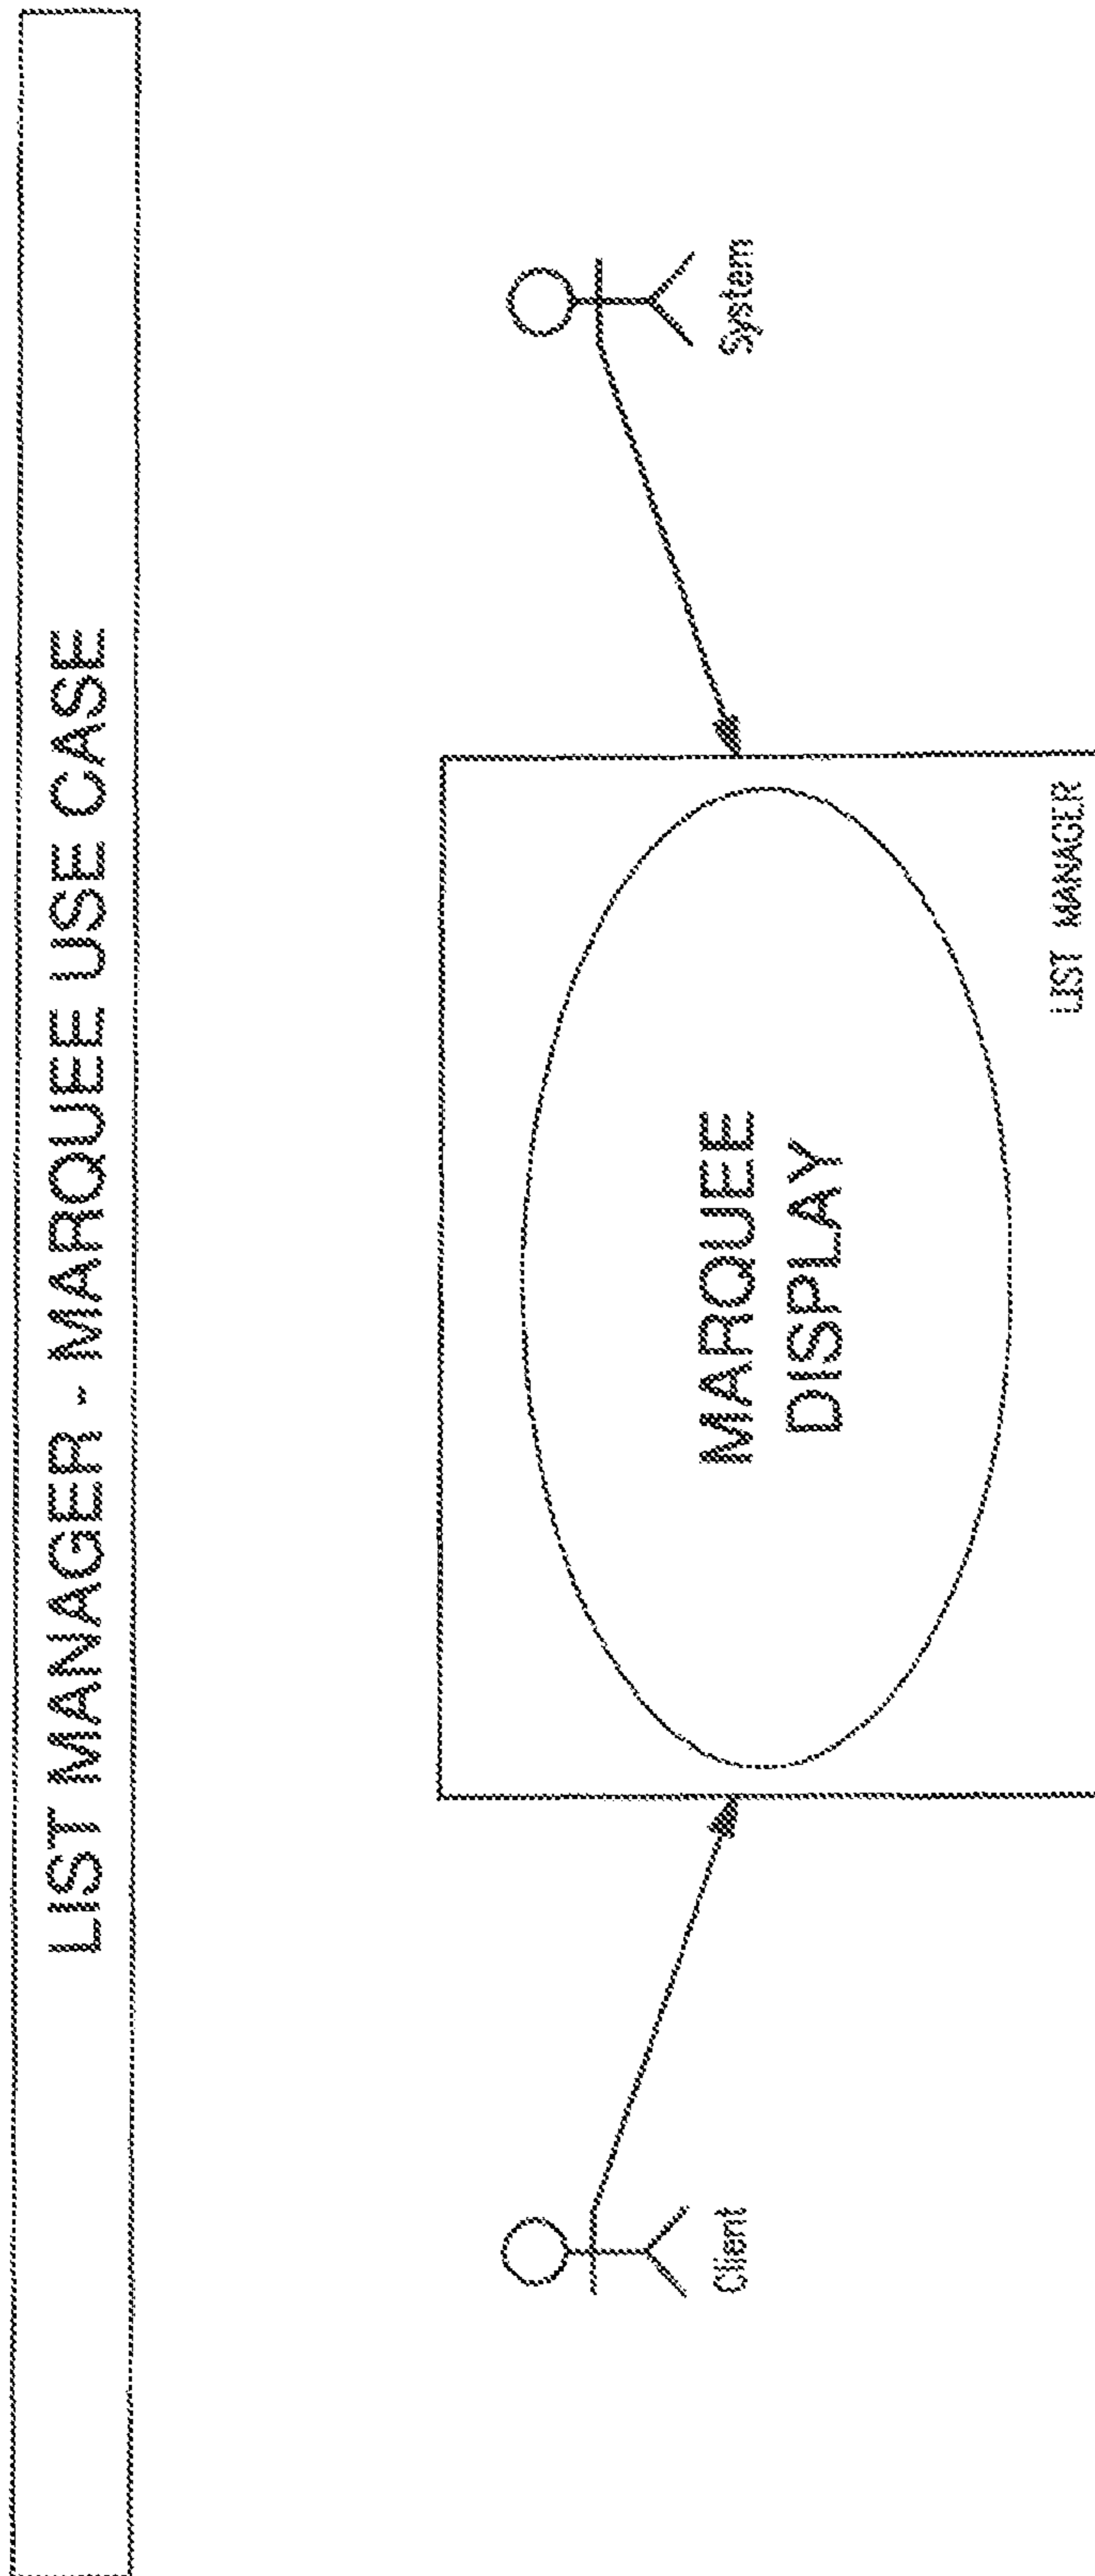 LIST MANAGER - MARQUEE USE CASE
Client
MARQUEE
DISPLAY
System
LIST MANAGER